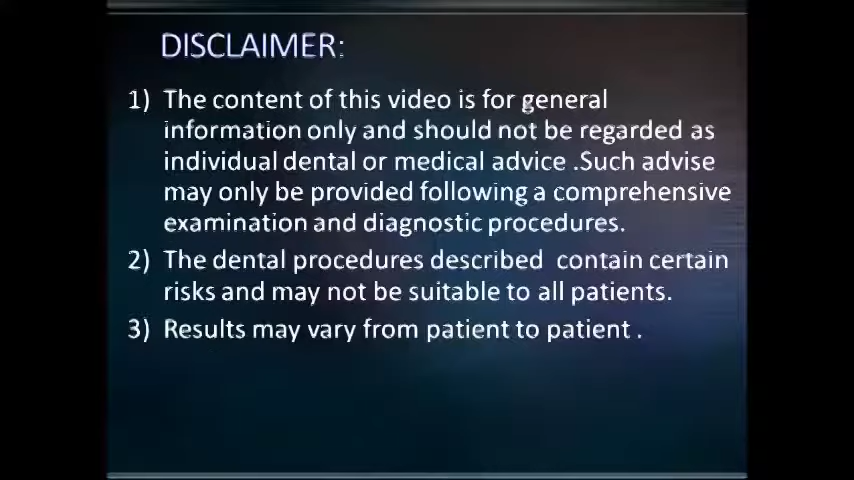 DISCLAIMER:
1) The content of this video is for general
information only and should not be regarded as
individual dental or medical advice .Such advise
may only be provided following a comprehensive
examination and diagnostic procedures.
2) The dental procedures described  contain certain
risks and may not be suitable to all patients.
3) Results may vary from patient to patient .